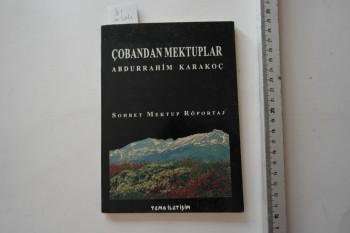 ÇOBANDAN MEKTUPLAR
ABDURRAHİM KARAKOÇ
SOHBET MEKTUP RÖPORTAJ
TEMA İLETİŞİM